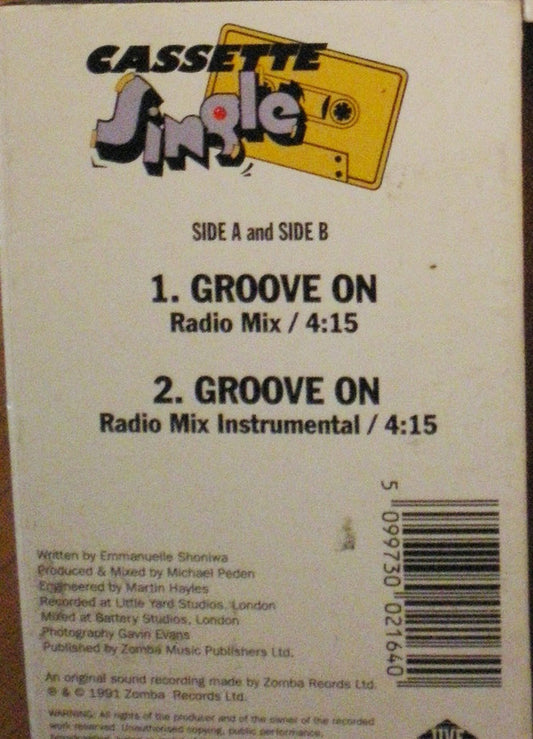 CASSETTE
Single
SIDE A and SIDE B
1. GROOVE ON
Radio Mix / 4:15
2. GROOVE ON
Radio Mix Instrumental / 4:15
5 099730 021640
Written by Emmanuelle Shoniwa
Produced & Mixed by Michael Peden
Engineered by Martin Hayles
Recorded at Little Yard Studios, London
Mixed at Battery Studios, London
Photography Gavin Evans
Published by Zomba Music Publishers Ltd.
An original sound recording made by Zomba Reords Ltd.
℗ & © 1991 Zomba Records Ltd.
WARNING: All rights of the producer and of the owner of the recorded
work reserved. Unauthorised copying, public performance,